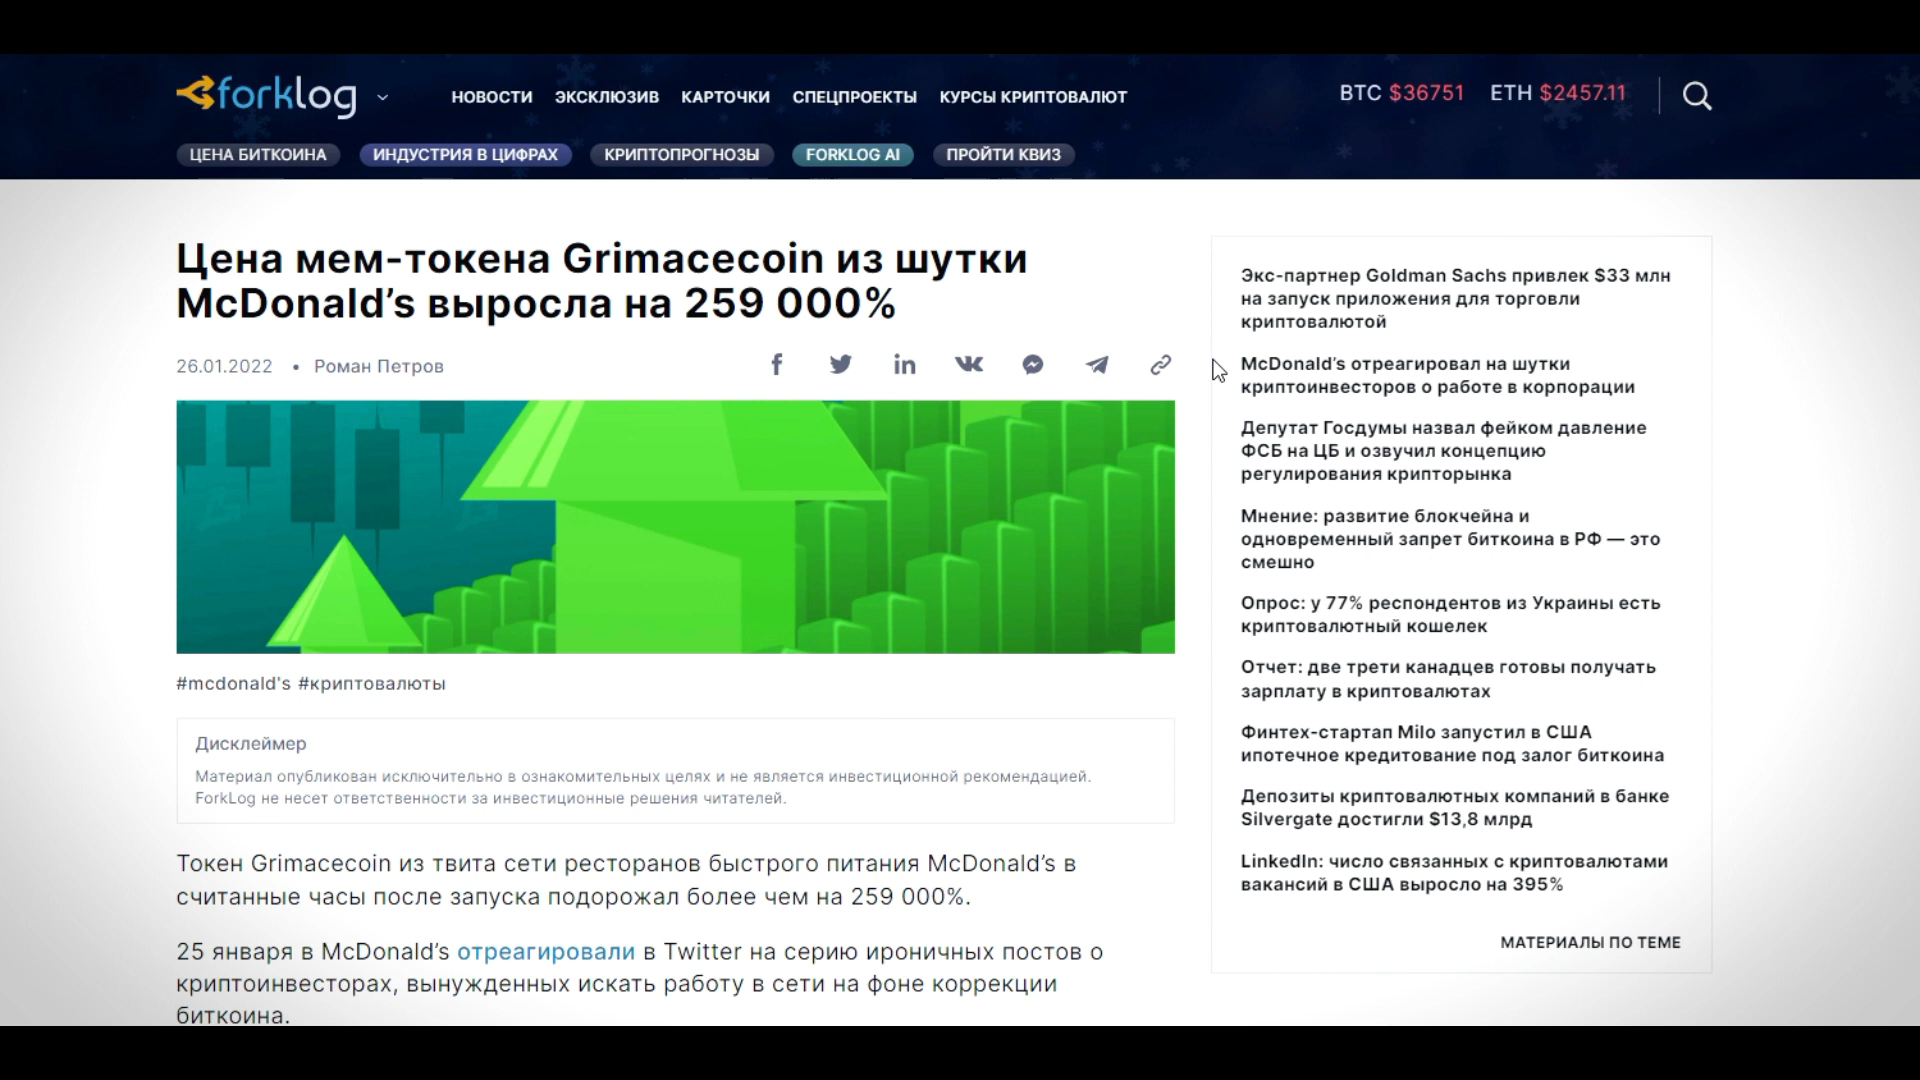 forklog
НОВОСТИ ЭКСКЛЮЗИВ КАРТОЧКИ СПЕЦПРОЕКТЫ КУРСЫ КРИПТОВАЛЮТ
BTC $36751 ETH $2457.11
ЦЕНА БИТКОИНА ИНДУСТРИЯ В ЦИФРАХ КРИПТОПРОГНОЗЫ FORKLOG AI ПРОЙТИ КВИЗ
Цена мем-токена Grimacecoin из шутки
McDonald’s выросла на 259 000%
26.01.2022 • Роман Петров
#mcdonald's #криптовалюты
Дисклеймер
Материал опубликован исключительно в ознакомительных целях и не является инвестиционной рекомендацией.
ForkLog не несет ответственности за инвестиционные решения читателей.
Токен Grimacecoin из твита сети ресторанов быстрого питания McDonald’s в
считанные часы после запуска подорожал более чем на 259 000%.
25 января в McDonald’s отреагировали в Twitter на серию ироничных постов о
криптоинвесторах, вынужденных искать работу в сети на фоне коррекции
биткоина.
Экс-партнер Goldman Sachs привлек $33 млн
на запуск приложения для торговли
криптовалютой
McDonald’s отреагировал на шутки
криптоинвесторов о работе в корпорации
Депутат Госдумы назвал фейком давление
ФСБ на ЦБ и озвучил концепцию
регулирования крипторынка
Мнение: развитие блокчейна и
одновременный запрет биткоина в РФ — это
смешно
Опрос: у 77% респондентов из Украины есть
криптовалютный кошелек
Отчет: две трети канадцев готовы получать
зарплату в криптовалютах
Финтех-стартап Milo запустил в США
ипотечное кредитование под залог биткоина
Депозиты криптовалютных компаний в банке
Silvergate достигли $13,8 млрд
LinkedIn: число связанных с криптовалютами
вакансий в США выросло на 395%
МАТЕРИАЛЫ ПО ТЕМЕ